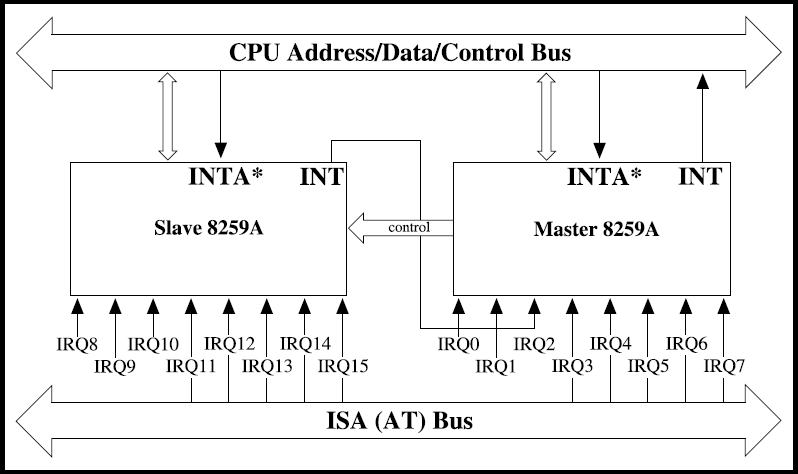 CPU Address/Data/Control Bus
INTA* INT
INTA* INT
Slave 8259A
control
Master 8259A
IRQ8 IRQ10 IRQ12 IRQ14
IRQ9 IRQ11 IRQ13 IRQ15
IRQ0 IRQ2 IRQ4 IRQ6
IRQ1 IRQ3 IRQ5 IRQ7
ISA (AT) Bus